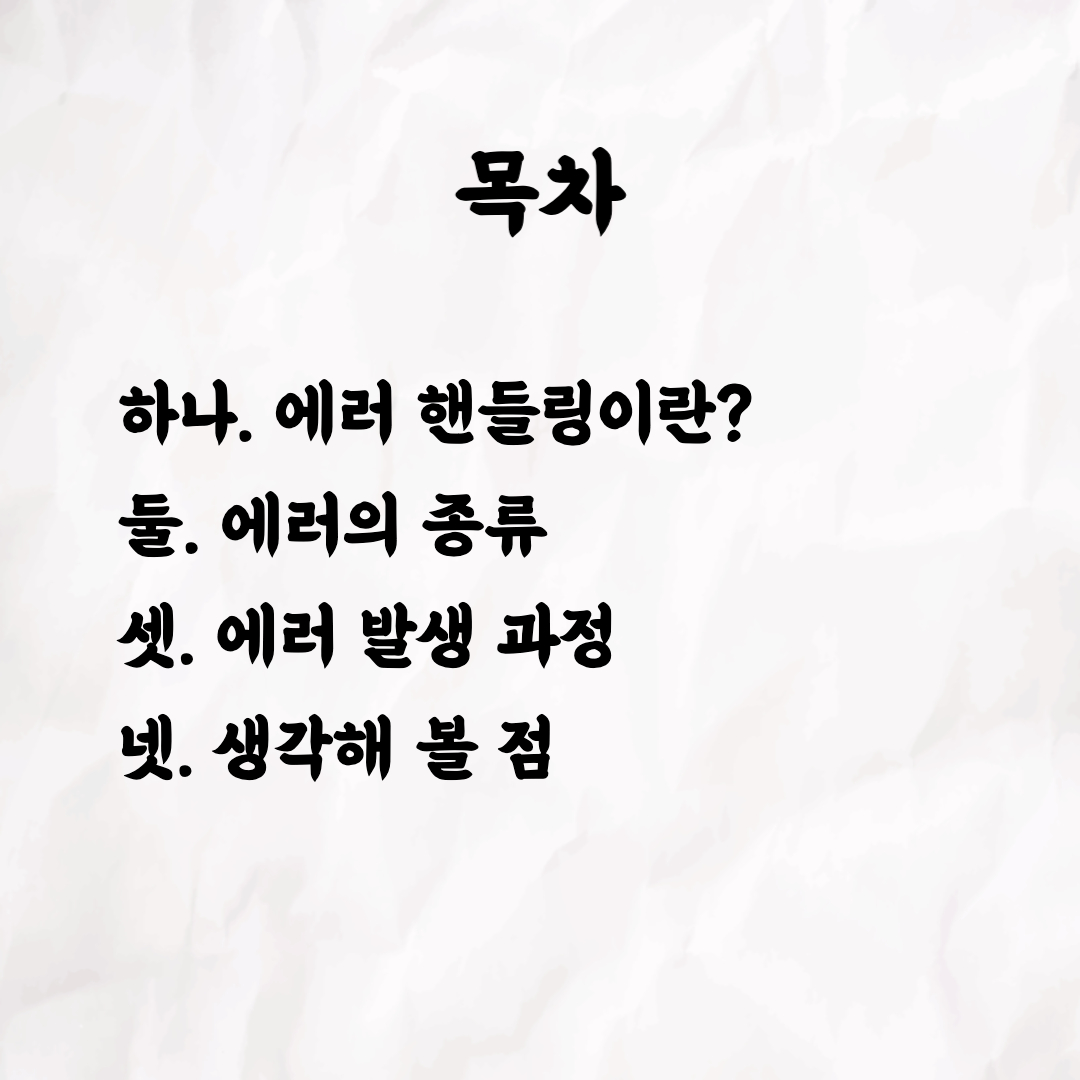 목차
하나. 에러 핸들링이란?
둘. 에러의 종류
셋. 에러 발생 과정
넷. 생각해 볼 점